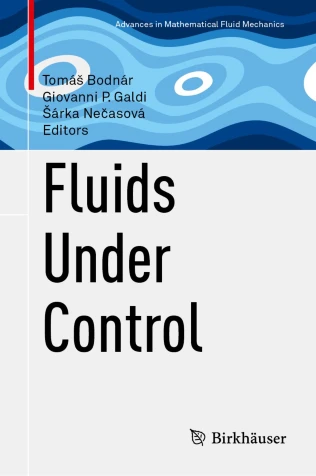 Advances in Mathematical Fluid Mechanics
Tomáš Bodnár
Giovanni P. Galdi
Šárka Nečasová
Editors
Fluids
Under
Control
Birkhäuser